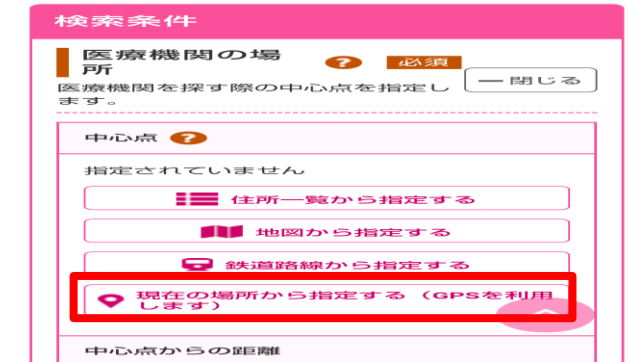 検索条件
医療機関の場
所
必須
医療機関を探す際の中心点を指定し
ます。
閉じる
中心点
指定されていません
住所一覧から指定する
地図から指定する
鉄道路線から指定する
現在の場所から指定する（GPSを利用
します）
中心点からの距離